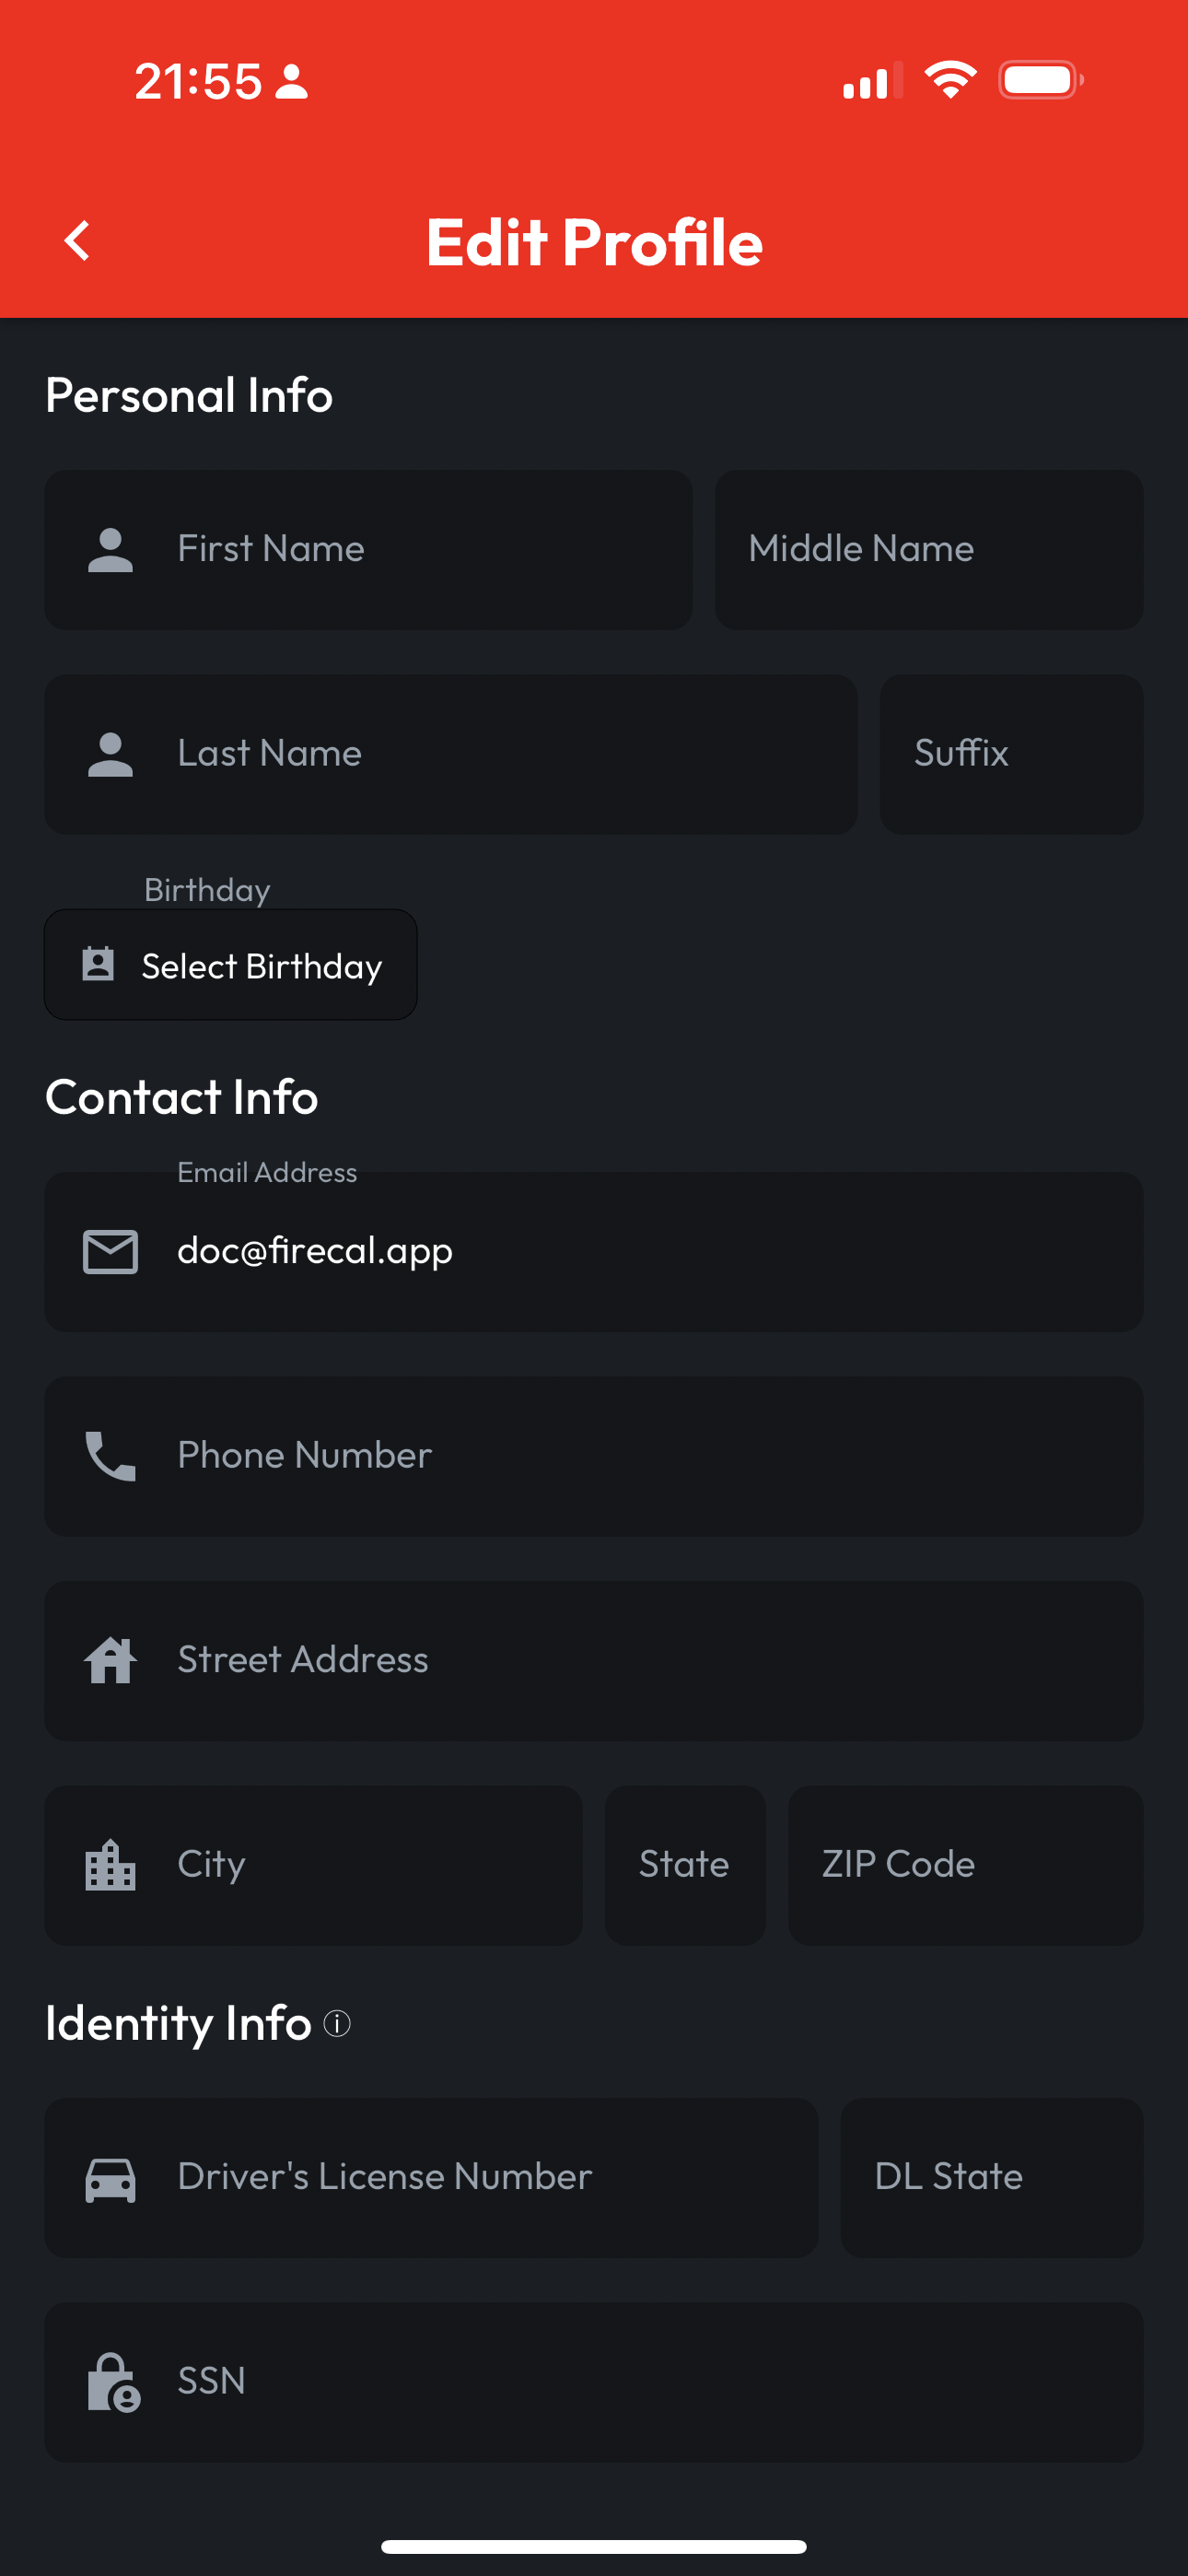 21:55
Edit Profile
Personal Info
First Name
Middle Name
Last Name
Suffix
Birthday
Select Birthday
Contact Info
Email Address
doc@firecal.app
Phone Number
Street Address
City
State
ZIP Code
Identity Info ⓘ
Driver's License Number
DL State
SSN